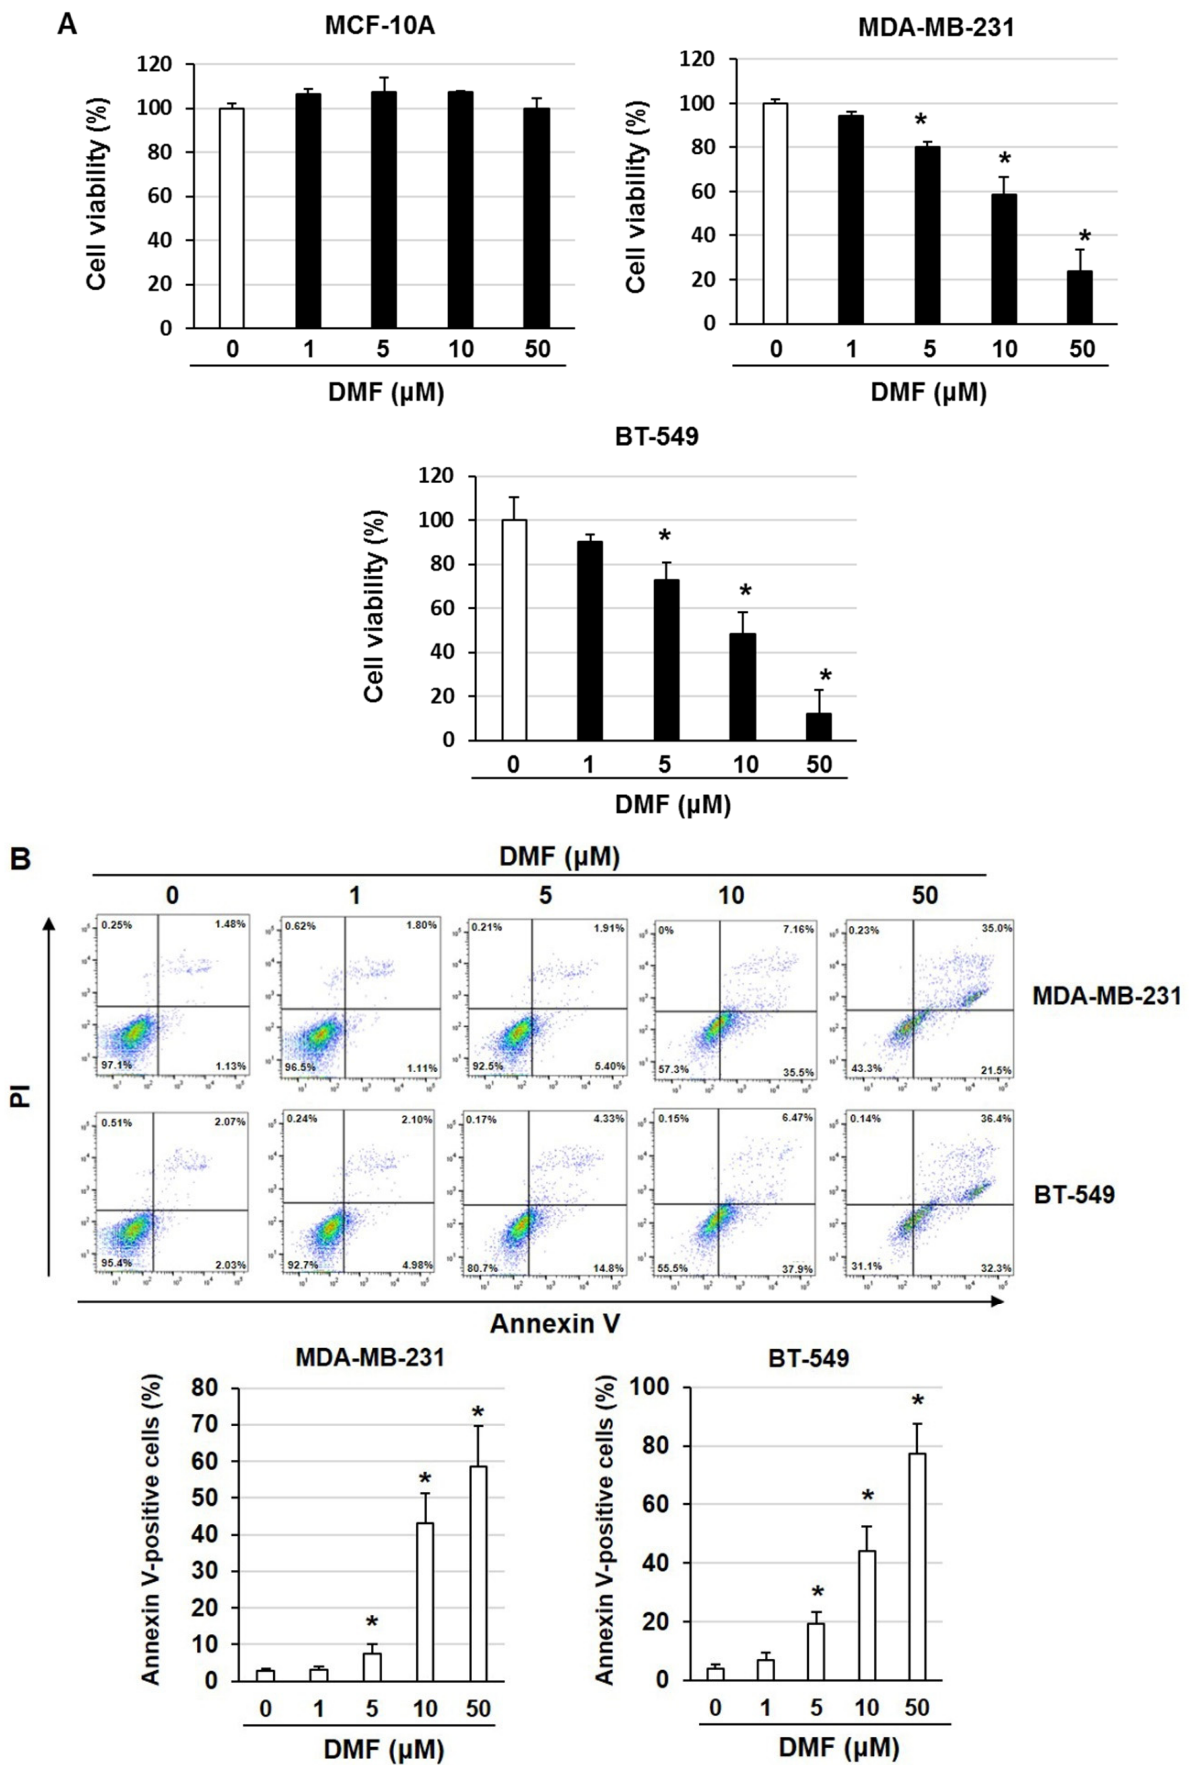 A
MCF-10A
Cell viability (%)
120
100
80
60
40
20
0
0 1 5 10 50
DMF (µM)
MDA-MB-231
Cell viability (%)
120
100
80
60
40
20
0
0 1 5 10 50
* * *
DMF (µM)
BT-549
Cell viability (%)
120
100
80
60
40
20
0
0 1 5 10 50
* * *
DMF (µM)
B
DMF (µM)
0 1 5 10 50
0.25% 1.48% 0.62% 1.80% 0.21% 1.91% 0% 7.16% 0.23% 35.0%
MDA-MB-231
97.1% 1.13% 96.5% 1.11% 92.5% 5.40% 57.3% 35.5% 43.3% 21.5%
PI
0.51% 2.07% 0.24% 2.10% 0.17% 4.33% 0.15% 6.47% 0.14% 36.4%
BT-549
95.4% 2.03% 92.7% 4.98% 80.7% 14.8% 55.5% 37.9% 31.1% 32.3%
Annexin V
MDA-MB-231
Annexin V-positive cells (%)
80
70
60
50
40
30
20
10
0
* * *
0 1 5 10 50
DMF (µM)
BT-549
Annexin V-positive cells (%)
100
80
60
40
20
0
* * *
0 1 5 10 50
DMF (µM)